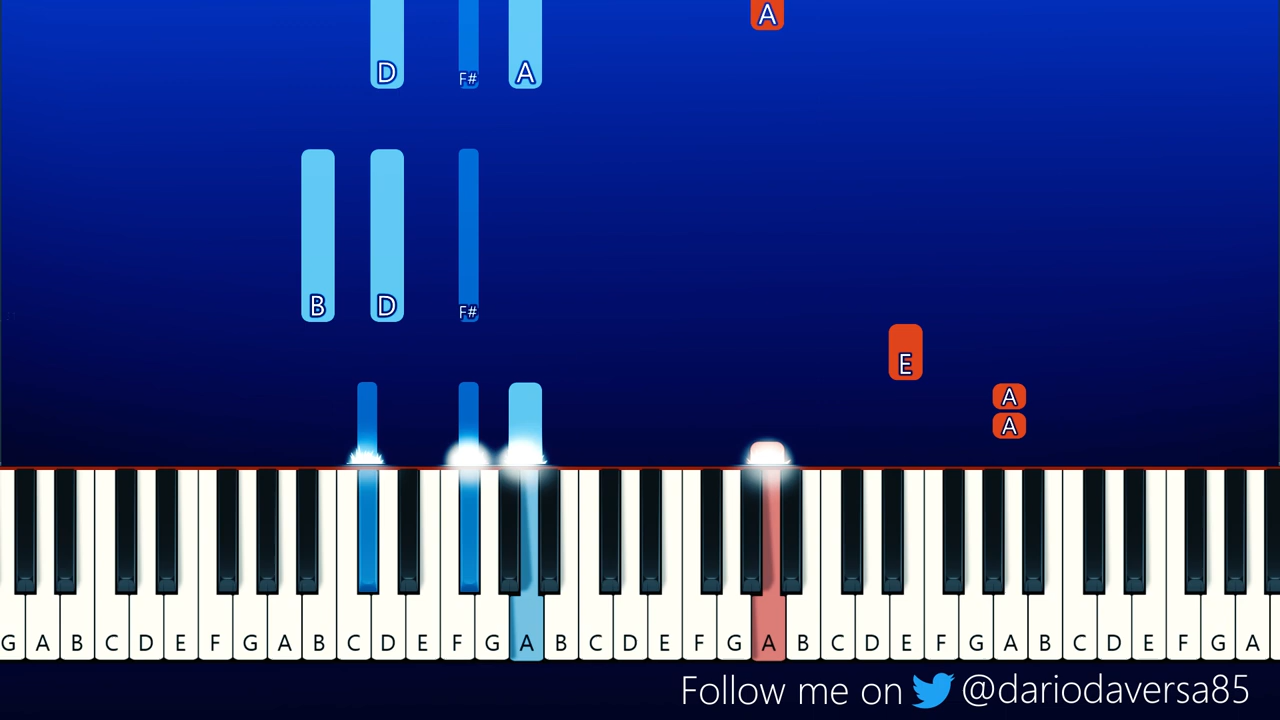 A
D F# A
B D F#
E
A
A
G A B C D E F G A B C D E F G A B C D E F G A B C D E F G A B C D E F G A
Follow me on @dariodaversa85